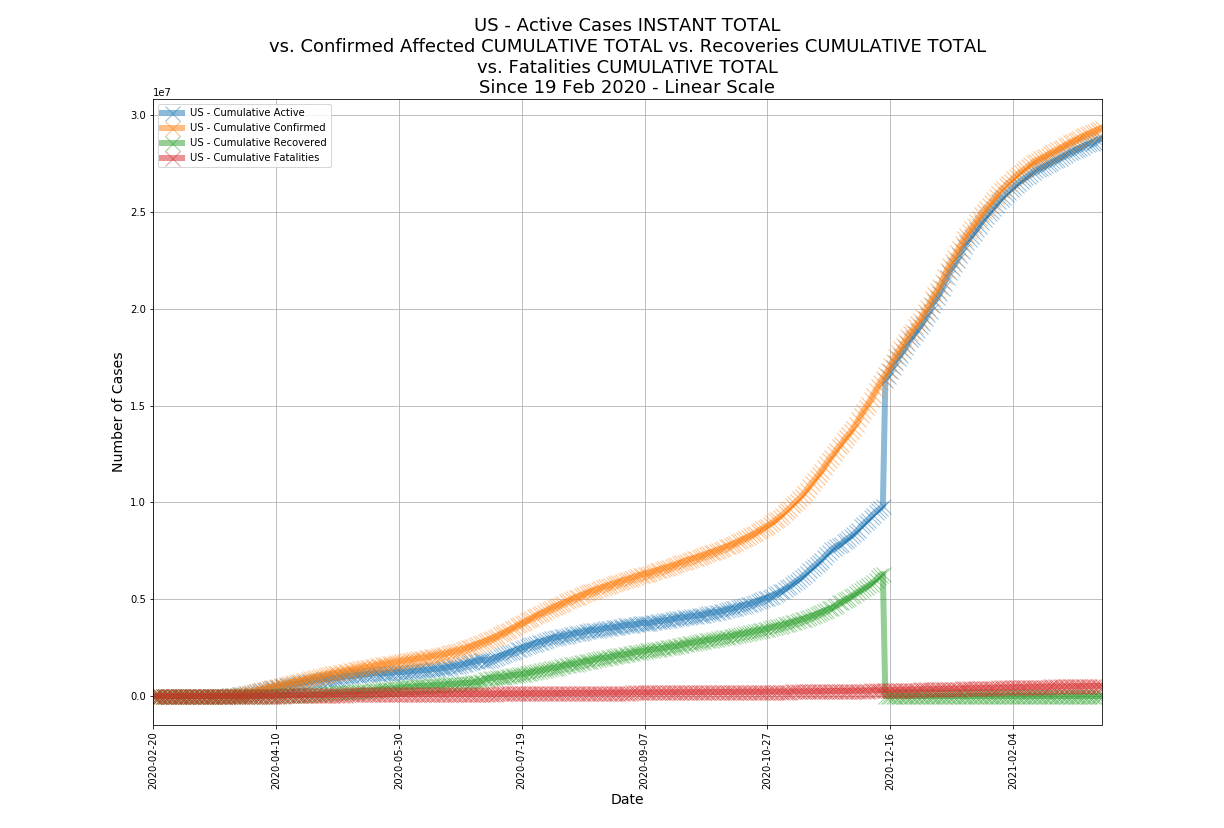 US - Active Cases INSTANT TOTAL
vs. Confirmed Affected CUMULATIVE TOTAL vs. Recoveries CUMULATIVE TOTAL
vs. Fatalities CUMULATIVE TOTAL
Since 19 Feb 2020 - Linear Scale
1e7
US - Cumulative Active
US - Cumulative Confirmed
US - Cumulative Recovered
US - Cumulative Fatalities
3.0
2.5
2.0
1.5
1.0
0.5
0.0
Number of Cases
2020-02-20
2020-04-10
2020-05-30
2020-07-19
2020-09-07
2020-10-27
2020-12-16
2021-02-04
Date